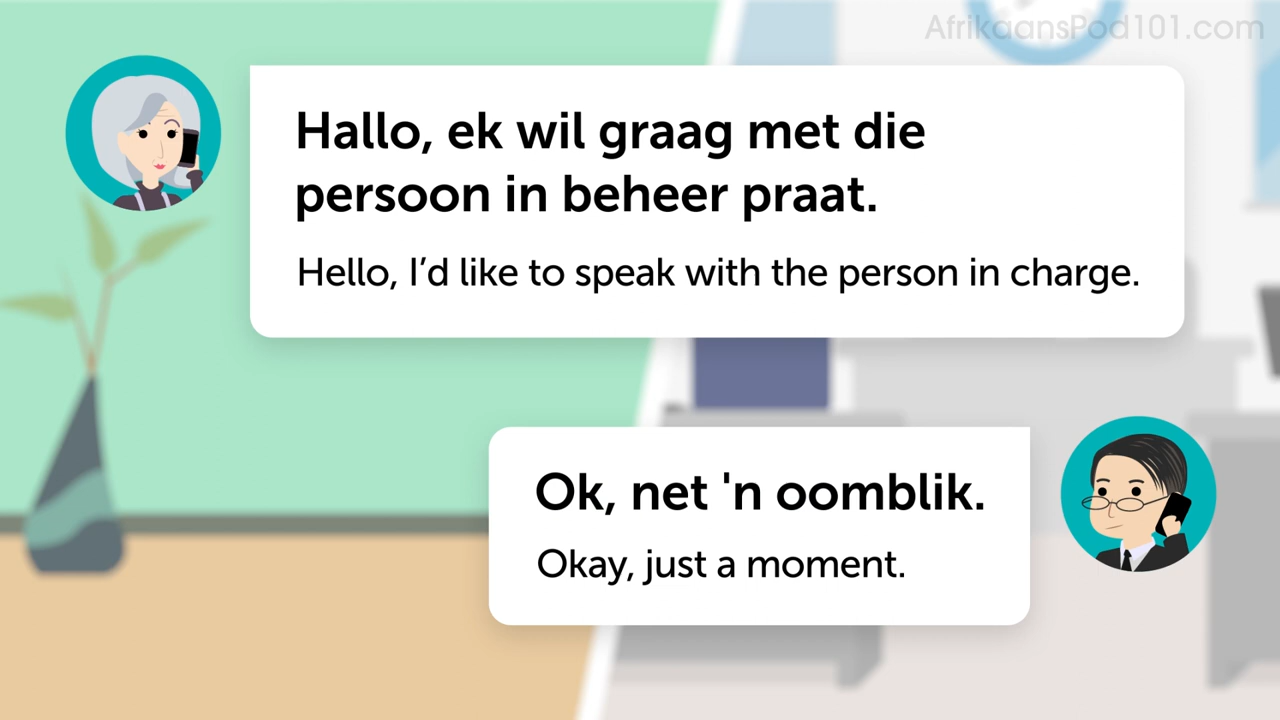 AfrikaansPod101.com
Hallo, ek wil graag met die
persoon in beheer praat.
Hello, I’d like to speak with the person in charge.
Ok, net 'n oomblik.
Okay, just a moment.